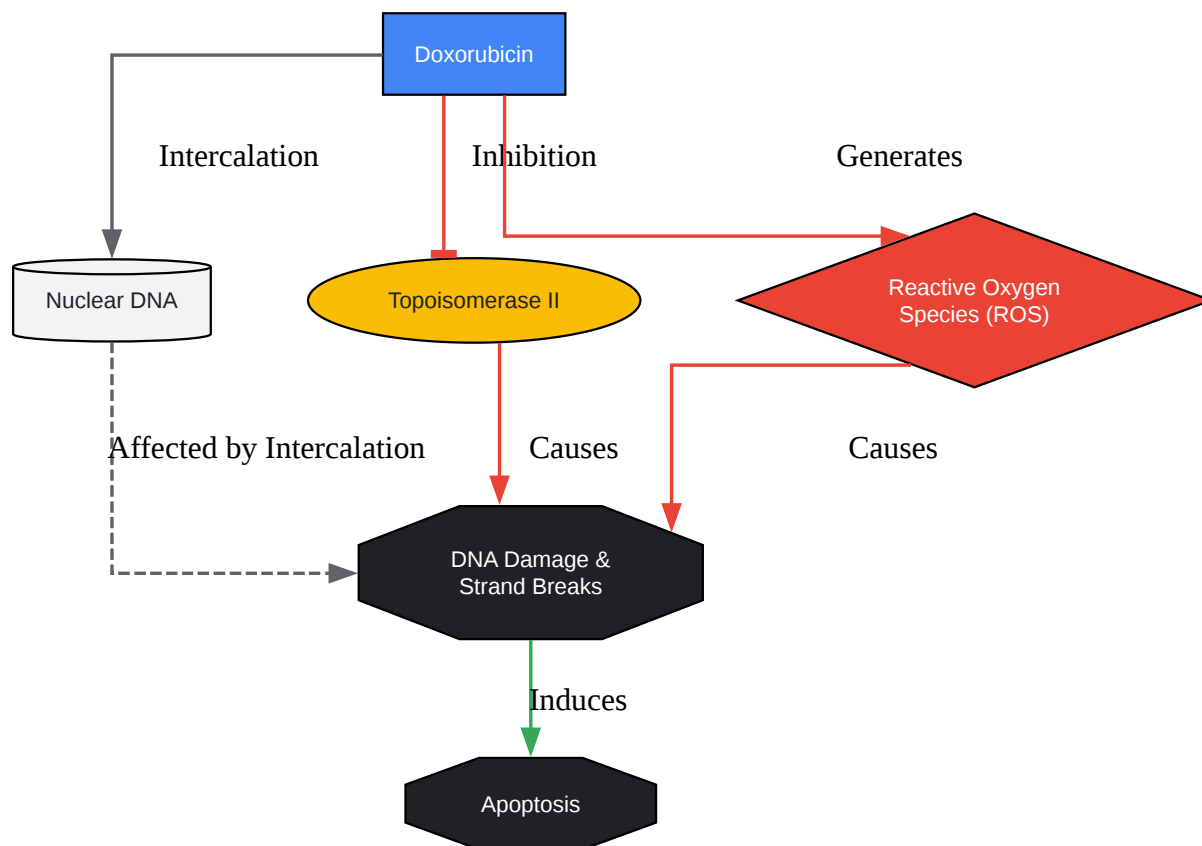 Doxorubicin
Intercalation
Inhibition
Generates
Nuclear DNA
Topoisomerase II
Reactive Oxygen
Species (ROS)
Affected by Intercalation
Causes
Causes
DNA Damage &
Strand Breaks
Induces
Apoptosis